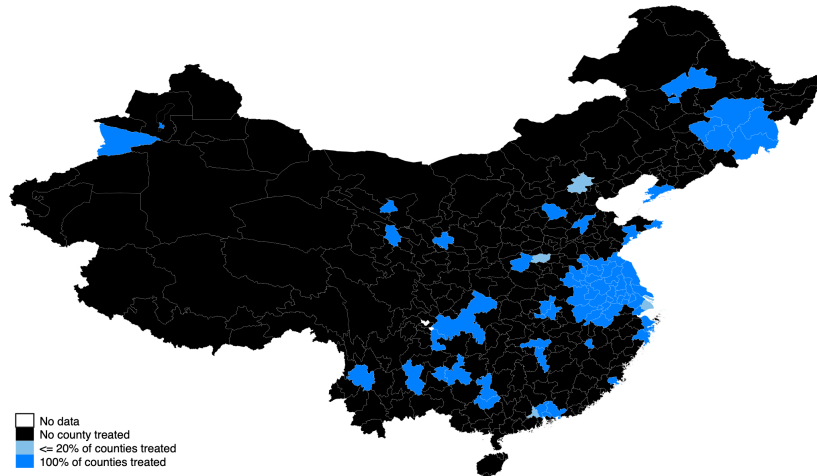 No data
No county treated
<= 20% of counties treated
100% of counties treated